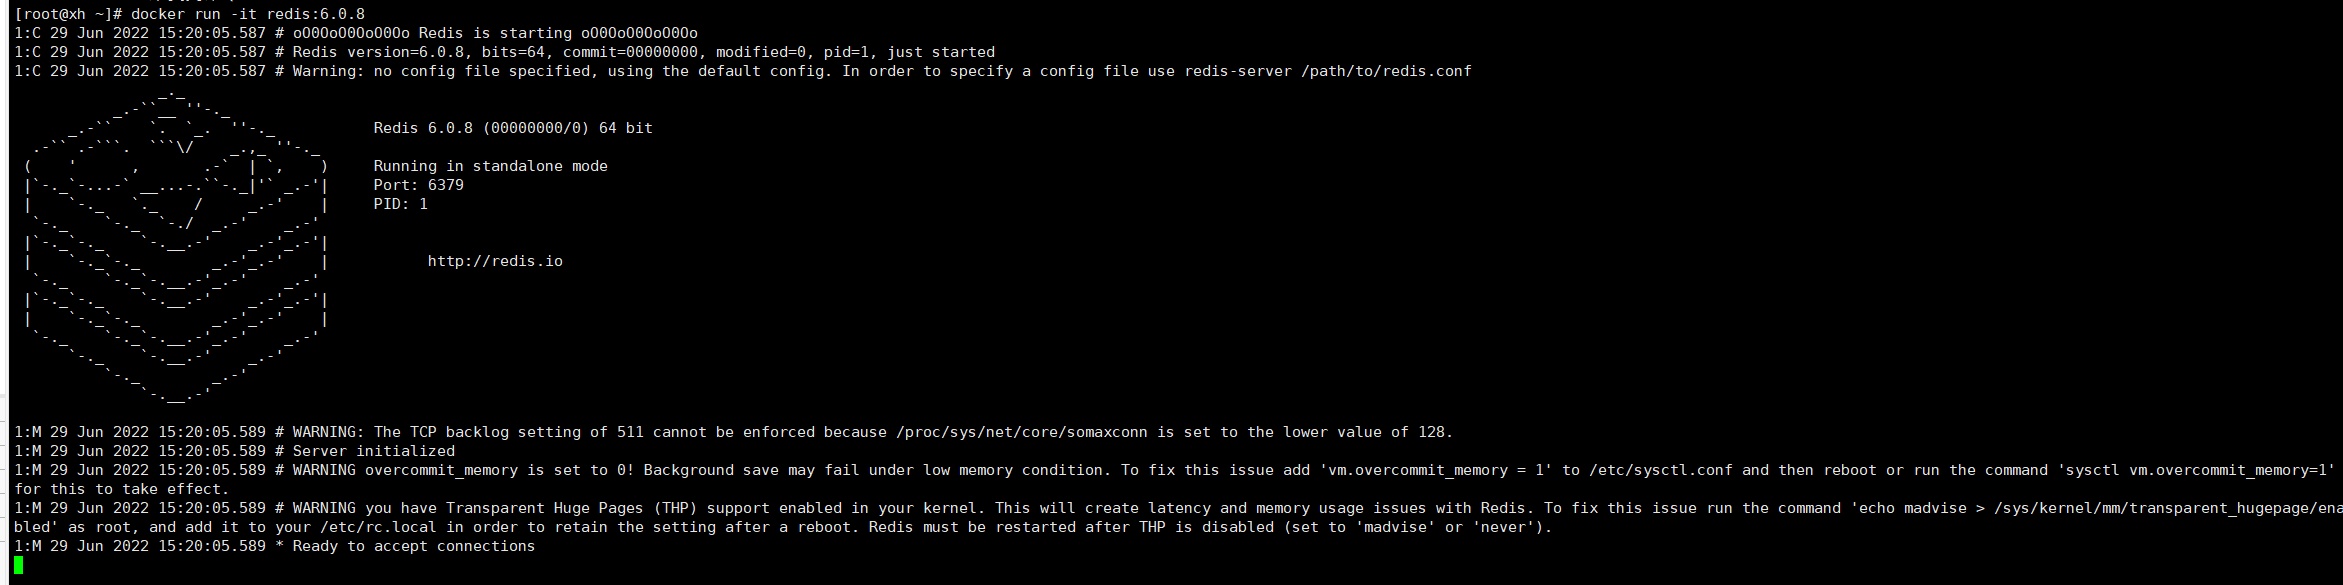 [root@xh ~]# docker run -it redis:6.0.8
1:C 29 Jun 2022 15:20:05.587 # oO0OoO0OoO0Oo Redis is starting oO0OoO0OoO0Oo
1:C 29 Jun 2022 15:20:05.587 # Redis version=6.0.8, bits=64, commit=00000000, modified=0, pid=1, just started
1:C 29 Jun 2022 15:20:05.587 # Warning: no config file specified, using the default config. In order to specify a config file use redis-server /path/to/redis.conf
Redis 6.0.8 (00000000/0) 64 bit
Running in standalone mode
Port: 6379
PID: 1
http://redis.io
1:M 29 Jun 2022 15:20:05.589 # WARNING: The TCP backlog setting of 511 cannot be enforced because /proc/sys/net/core/somaxconn is set to the lower value of 128.
1:M 29 Jun 2022 15:20:05.589 # Server initialized
1:M 29 Jun 2022 15:20:05.589 # WARNING overcommit_memory is set to 0! Background save may fail under low memory condition. To fix this issue add 'vm.overcommit_memory = 1' to /etc/sysctl.conf and then reboot or run the command 'sysctl vm.overcommit_memory=1'
for this to take effect.
1:M 29 Jun 2022 15:20:05.589 # WARNING you have Transparent Huge Pages (THP) support enabled in your kernel. This will create latency and memory usage issues with Redis. To fix this issue run the command 'echo madvise > /sys/kernel/mm/transparent_hugepage/ena
bled' as root, and add it to your /etc/rc.local in order to retain the setting after a reboot. Redis must be restarted after THP is disabled (set to 'madvise' or 'never').
1:M 29 Jun 2022 15:20:05.589 * Ready to accept connections